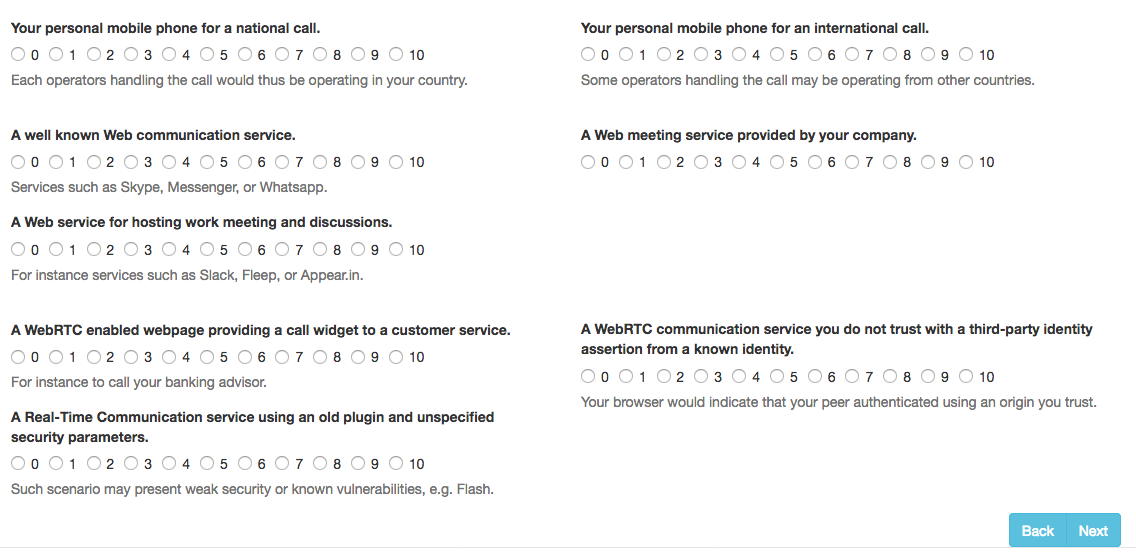 Your personal mobile phone for a national call.
0 1 2 3 4 5 6 7 8 9 10
Each operators handling the call would thus be operating in your country.
Your personal mobile phone for an international call.
0 1 2 3 4 5 6 7 8 9 10
Some operators handling the call may be operating from other countries.
A well known Web communication service.
0 1 2 3 4 5 6 7 8 9 10
Services such as Skype, Messenger, or Whatsapp.
A Web meeting service provided by your company.
0 1 2 3 4 5 6 7 8 9 10
A Web service for hosting work meeting and discussions.
0 1 2 3 4 5 6 7 8 9 10
For instance services such as Slack, Fleep, or Appear.in.
A WebRTC enabled webpage providing a call widget to a customer service.
0 1 2 3 4 5 6 7 8 9 10
For instance to call your banking advisor.
A WebRTC communication service you do not trust with a third-party identity
assertion from a known identity.
0 1 2 3 4 5 6 7 8 9 10
Your browser would indicate that your peer authenticated using an origin you trust.
A Real-Time Communication service using an old plugin and unspecified
security parameters.
0 1 2 3 4 5 6 7 8 9 10
Such scenario may present weak security or known vulnerabilities, e.g. Flash.
Back Next